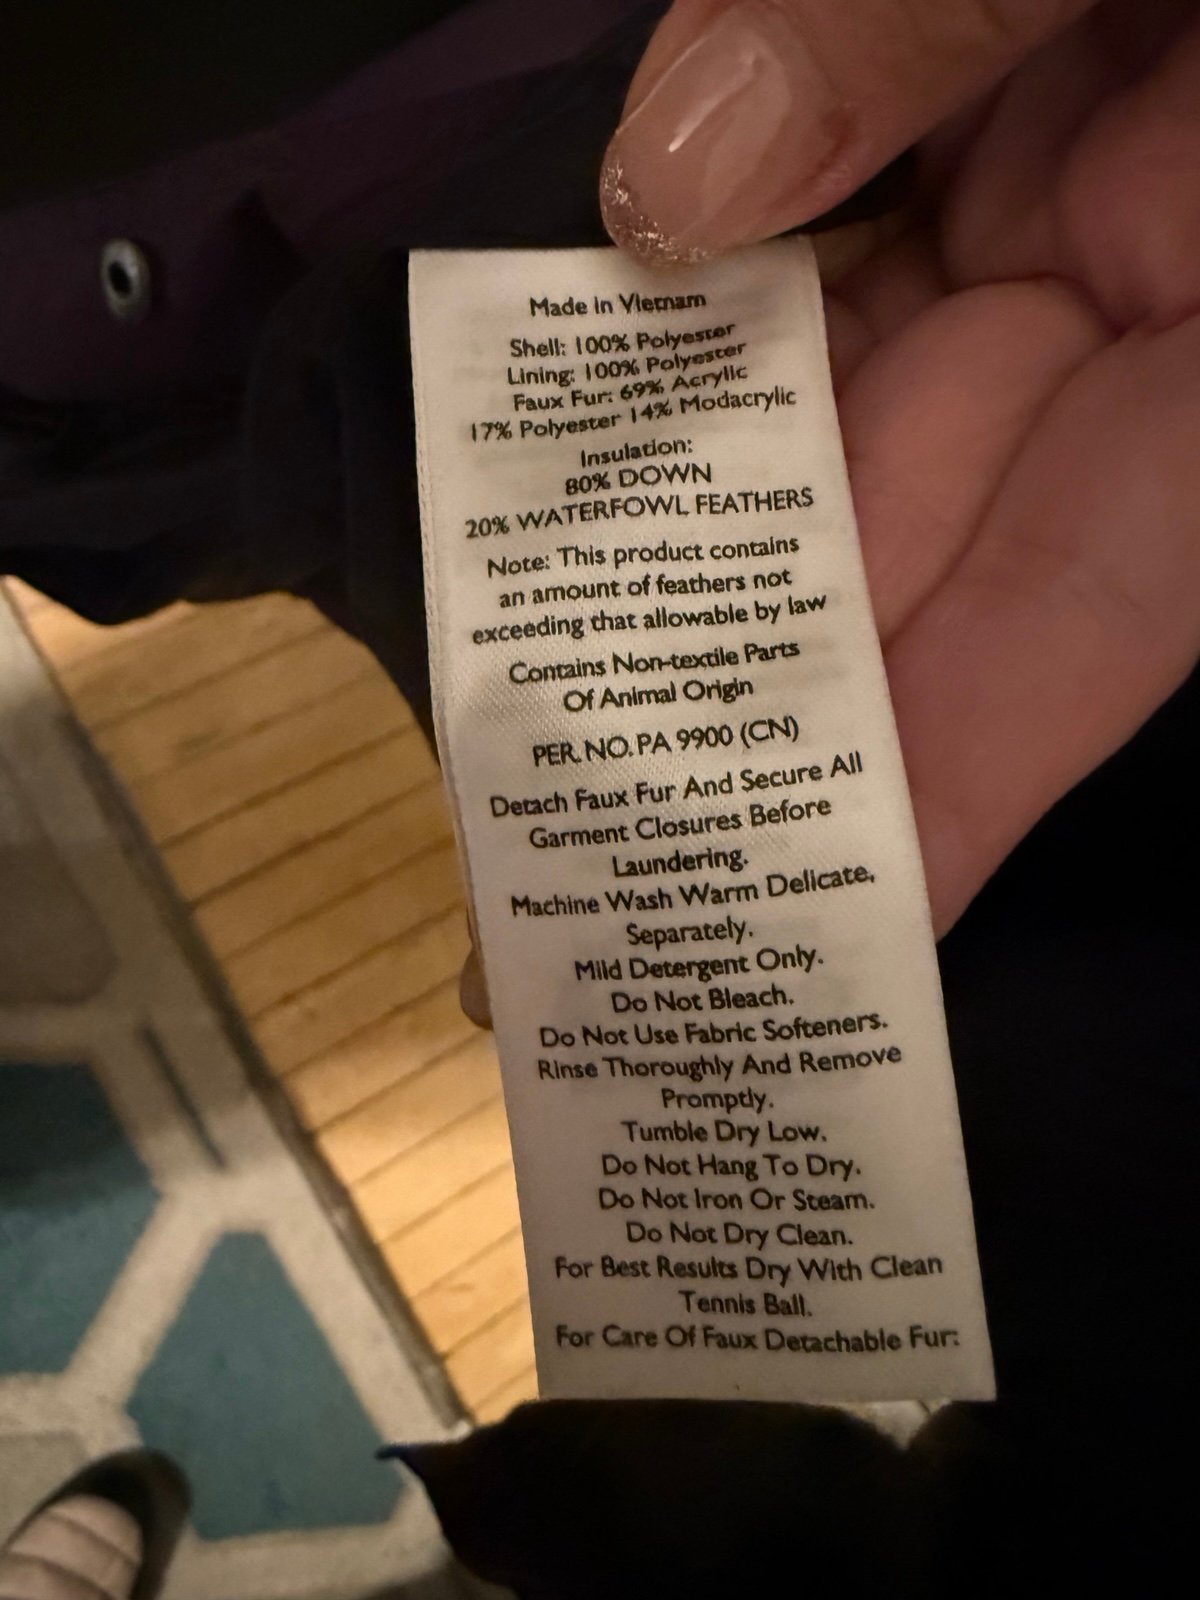 Made in Vietnam
Shell: 100% Polyester
Lining: 100% Polyester
Faux Fur: 69% Acrylic
17% Polyester 14% Modacrylic
Insulation:
80% DOWN
20% WATERFOWL FEATHERS
Note: This product contains
an amount of feathers not
exceeding that allowable by law
Contains Non-textile Parts
Of Animal Origin
PER. NO. PA 9900 (CN)
Detach Faux Fur And Secure All
Garment Closures Before
Laundering.
Machine Wash Warm Delicate,
Separately.
Mild Detergent Only.
Do Not Bleach.
Do Not Use Fabric Softeners.
Rinse Thoroughly And Remove
Promptly.
Tumble Dry Low.
Do Not Hang To Dry.
Do Not Iron Or Steam.
Do Not Dry Clean.
For Best Results Dry With Clean
Tennis Ball.
For Care Of Faux Detachable Fur: